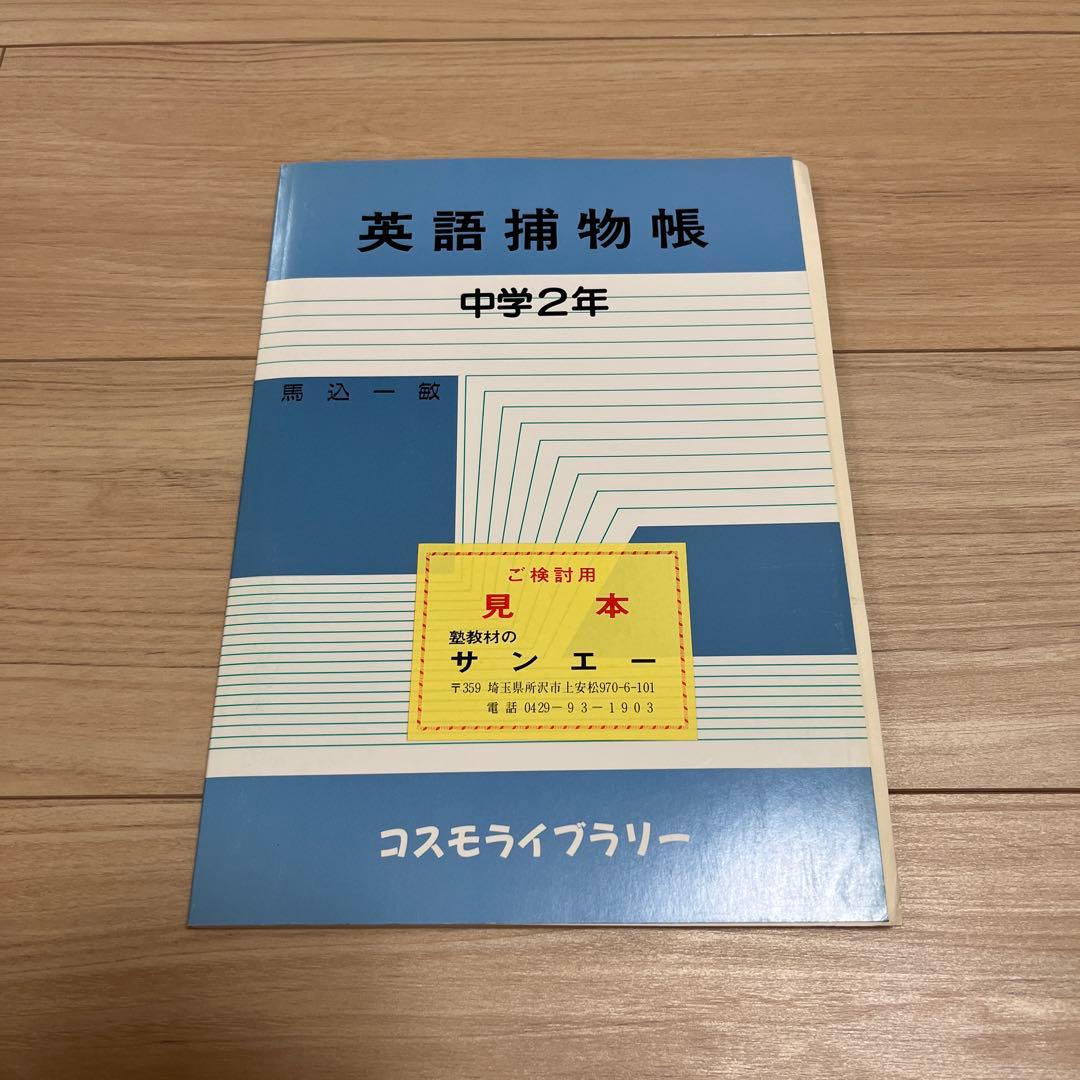 英語捕物帳
中学2年
馬込一敏
ご検討用
見本
塾教材の
サンエー
〒359 埼玉県所沢市上安松970-6-101
電話 0429-93-1903
コスモライブラリー